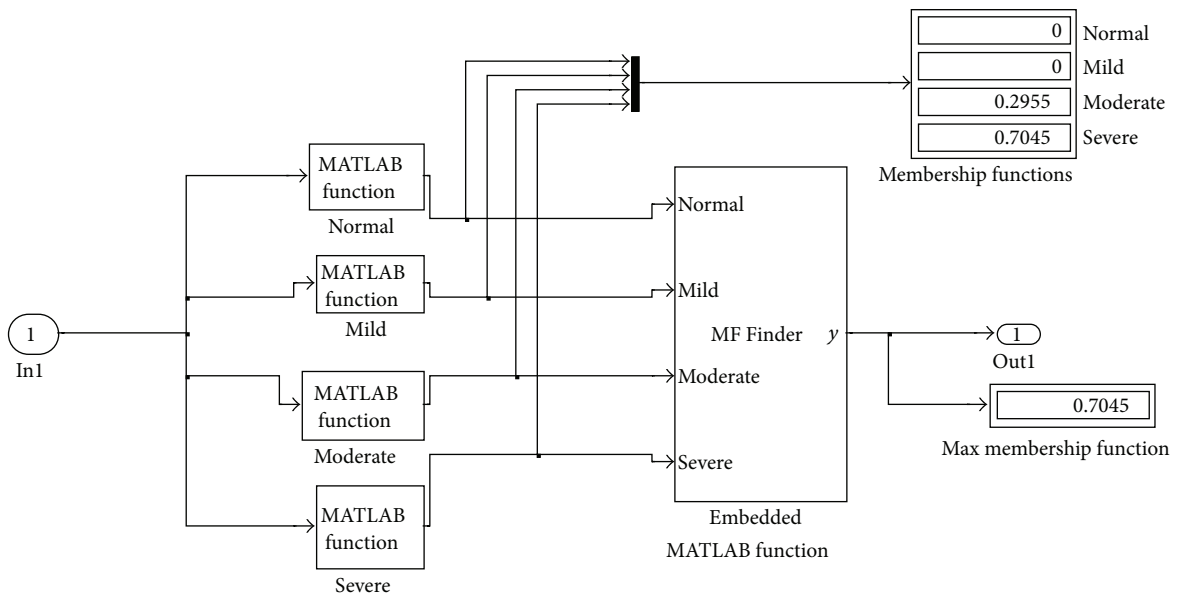 0 Normal
0 Mild
0.2955 Moderate
0.7045 Severe
Membership functions
MATLAB
function
Normal
MATLAB
function
Mild
MATLAB
function
Moderate
MATLAB
function
Severe
1
In1
Normal
Mild
MF Finder y
Moderate
Severe
Embedded
MATLAB function
1
Out1
0.7045
Max membership function